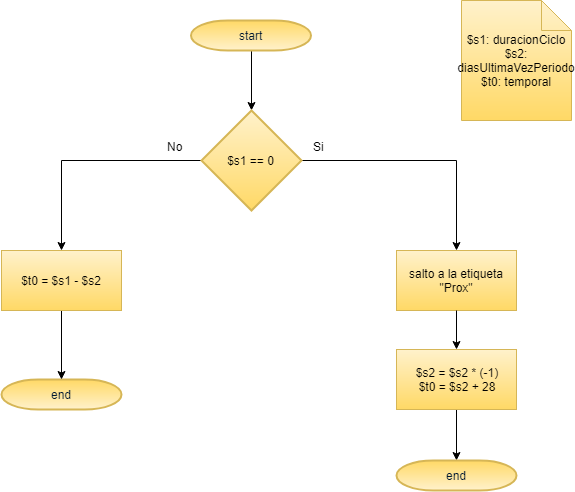 start
$s1: duracionCiclo
$s2:
diasUltimaVezPeriodo
$t0: temporal
No
$s1 == 0
Si
$t0 = $s1 - $s2
salto a la etiqueta
"Prox"
$s2 = $s2 * (-1)
$t0 = $s2 + 28
end
end